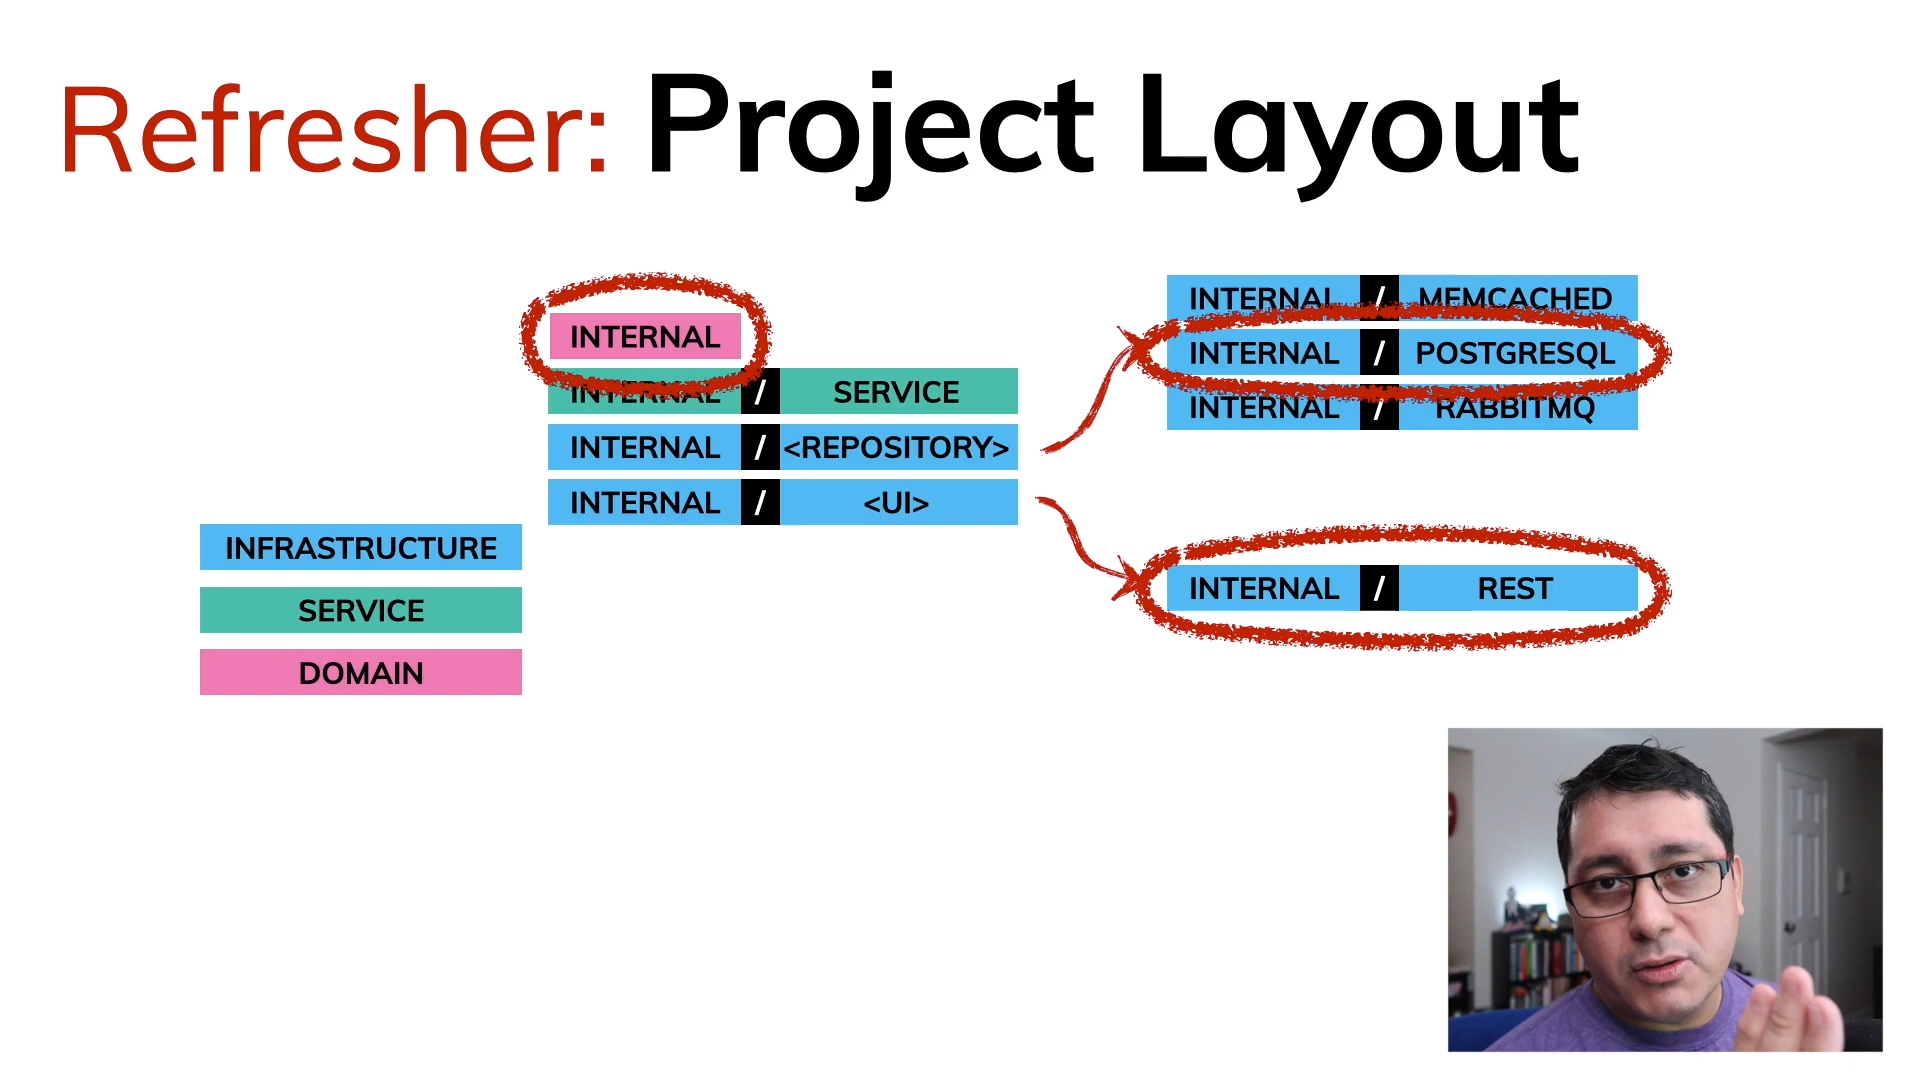 Refresher: Project Layout
INTERNAL
INTERNAL / SERVICE
INTERNAL / <REPOSITORY>
INTERNAL / <UI>
INTERNAL / MEMCACHED
INTERNAL / POSTGRESQL
INTERNAL / RABBITMQ
INTERNAL / REST
INFRASTRUCTURE
SERVICE
DOMAIN